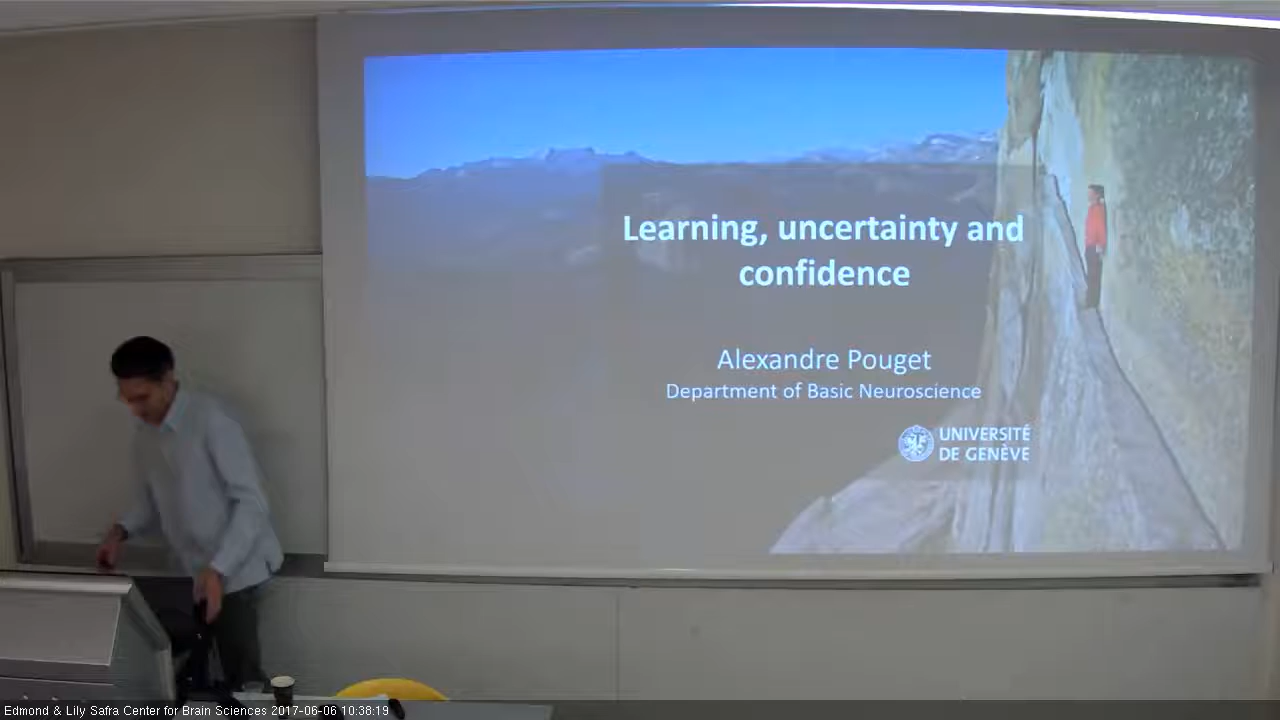 Learning, uncertainty and
confidence
Alexandre Pouget
Department of Basic Neuroscience
UNIVERSITÉ
DE GENÈVE
Edmond & Lily Safra Center for Brain Sciences 2017-06-06 10:38:19